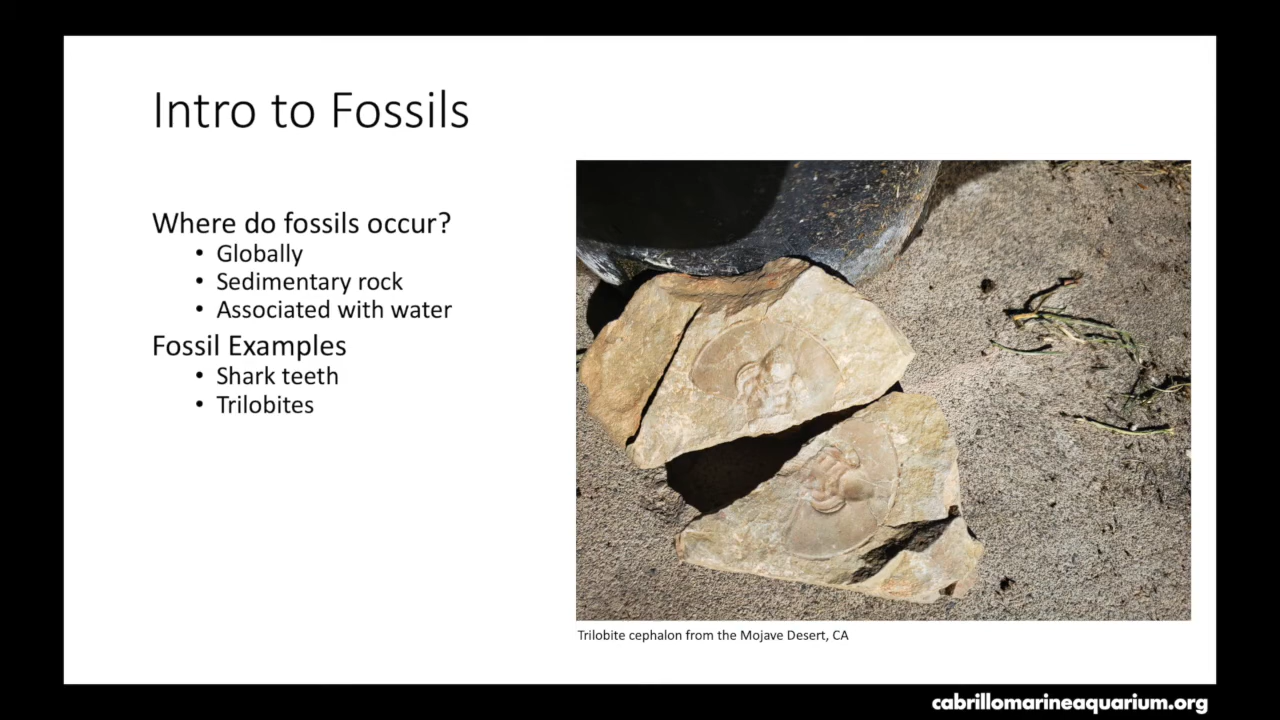 Intro to Fossils
Where do fossils occur?
• Globally
• Sedimentary rock
• Associated with water
Fossil Examples
• Shark teeth
• Trilobites
Trilobite cephalon from the Mojave Desert, CA
cabrillomarineaquarium.org